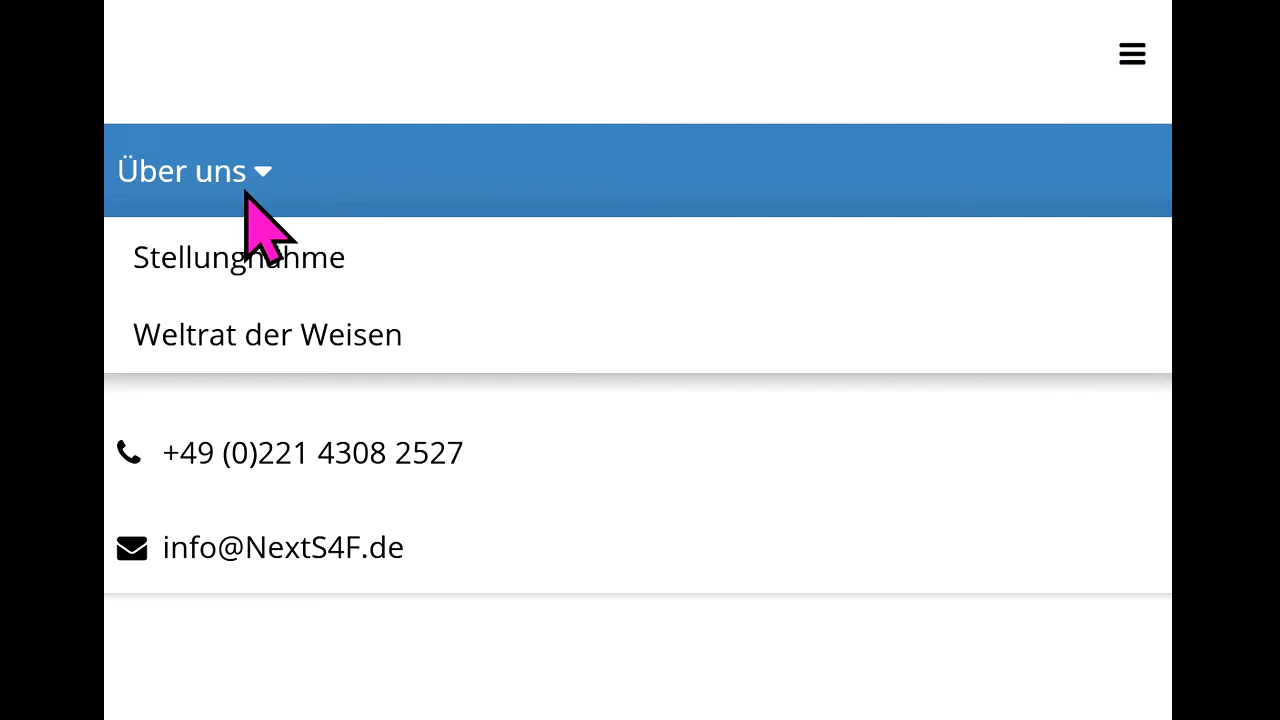 Über uns
Stellungnahme
Weltrat der Weisen
+49 (0)221 4308 2527
info@NextS4F.de